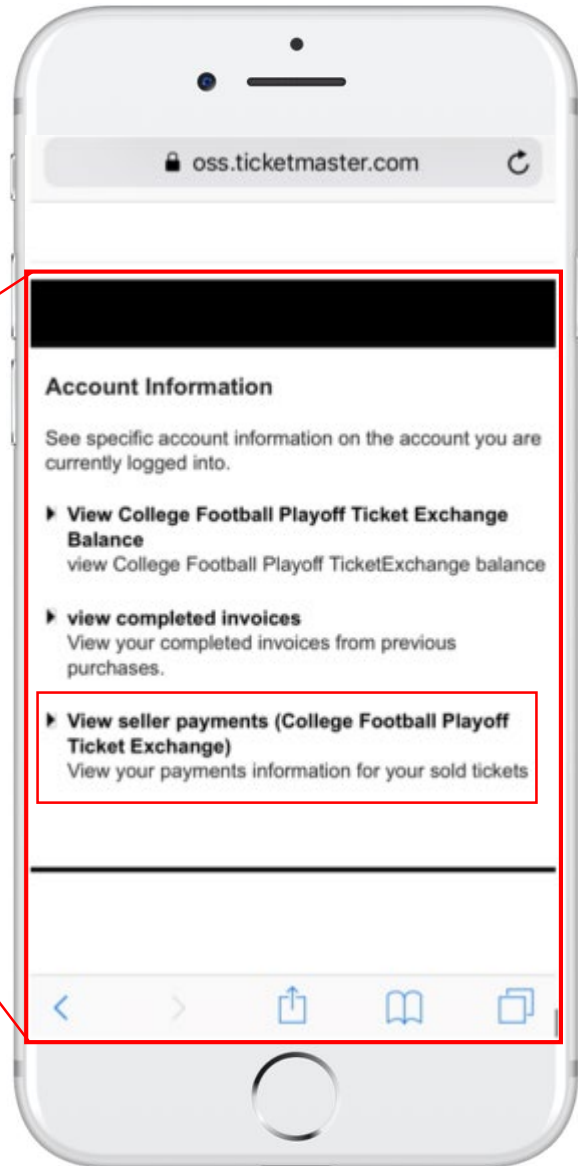 oss.ticketmaster.com
Account Information
See specific account information on the account you are
currently logged into.
View College Football Playoff Ticket Exchange
Balance
view College Football Playoff TicketExchange balance
view completed invoices
View your completed invoices from previous
purchases.
View seller payments (College Football Playoff
Ticket Exchange)
View your payments information for your sold tickets